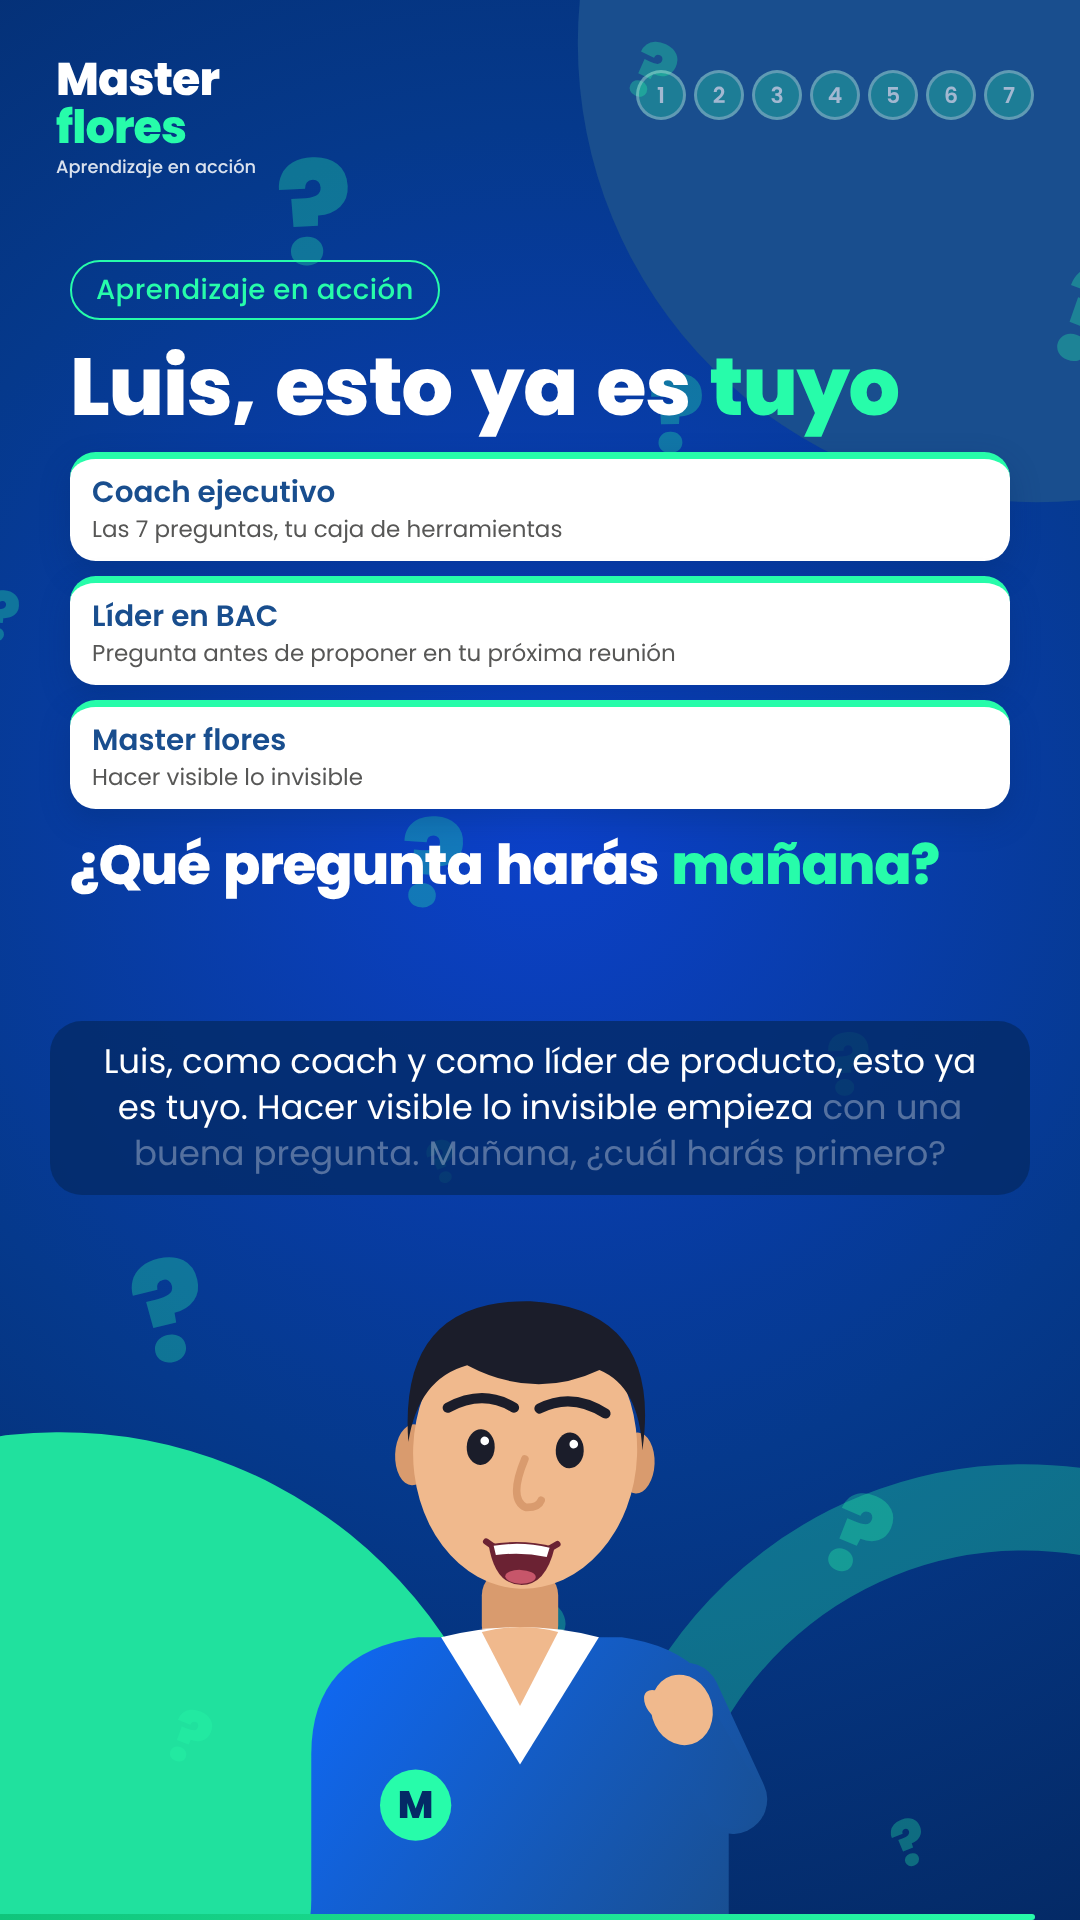 Master
flores
Aprendizaje en acción
1 2 3 4 5 6 7
Aprendizaje en acción
Luis, esto ya es tuyo
Coach ejecutivo
Las 7 preguntas, tu caja de herramientas
Líder en BAC
Pregunta antes de proponer en tu próxima reunión
Master flores
Hacer visible lo invisible
¿Qué pregunta harás mañana?
Luis, como coach y como líder de producto, esto ya
es tuyo. Hacer visible lo invisible empieza con una
buena pregunta. Mañana, ¿cuál harás primero?
M